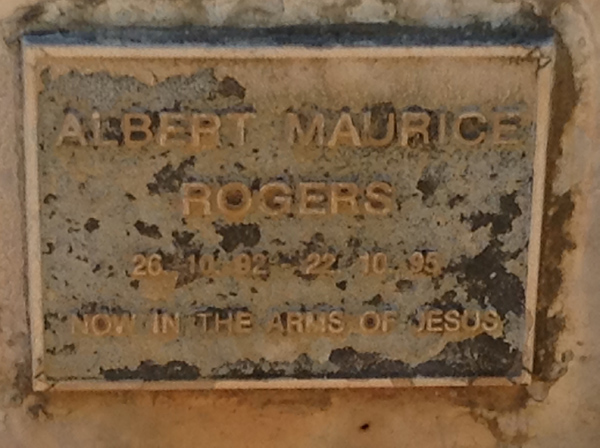 ALBERT MAURICE
ROGERS
26.10.92 - 22.10.95
NOW IN THE ARMS OF JESUS